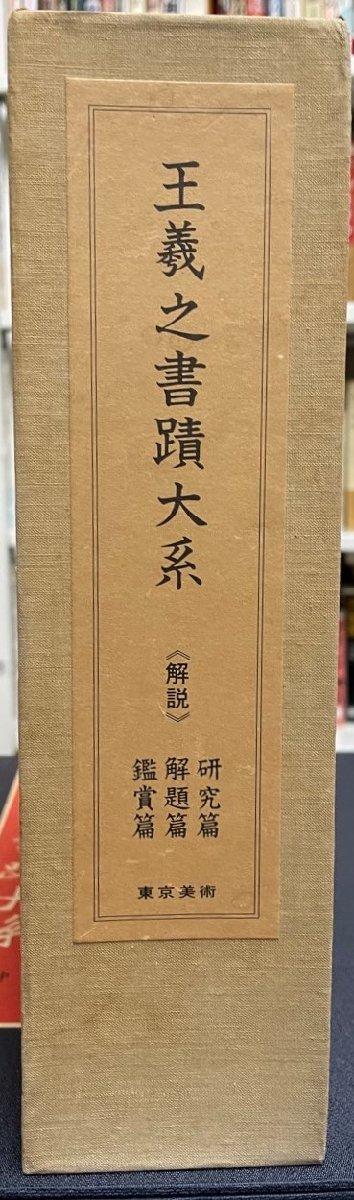 王羲之書蹟大系
《解説》
研究篇
解題篇
鑑賞篇
東京美術